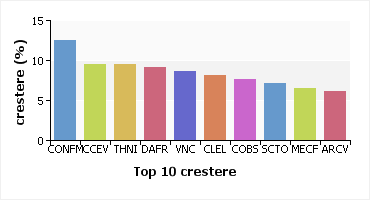 crestere (%)
15
10
5
0
CONFM CCEV THNI DAFR VNC CLEL COBS SCTO MECF ARCV
Top 10 crestere